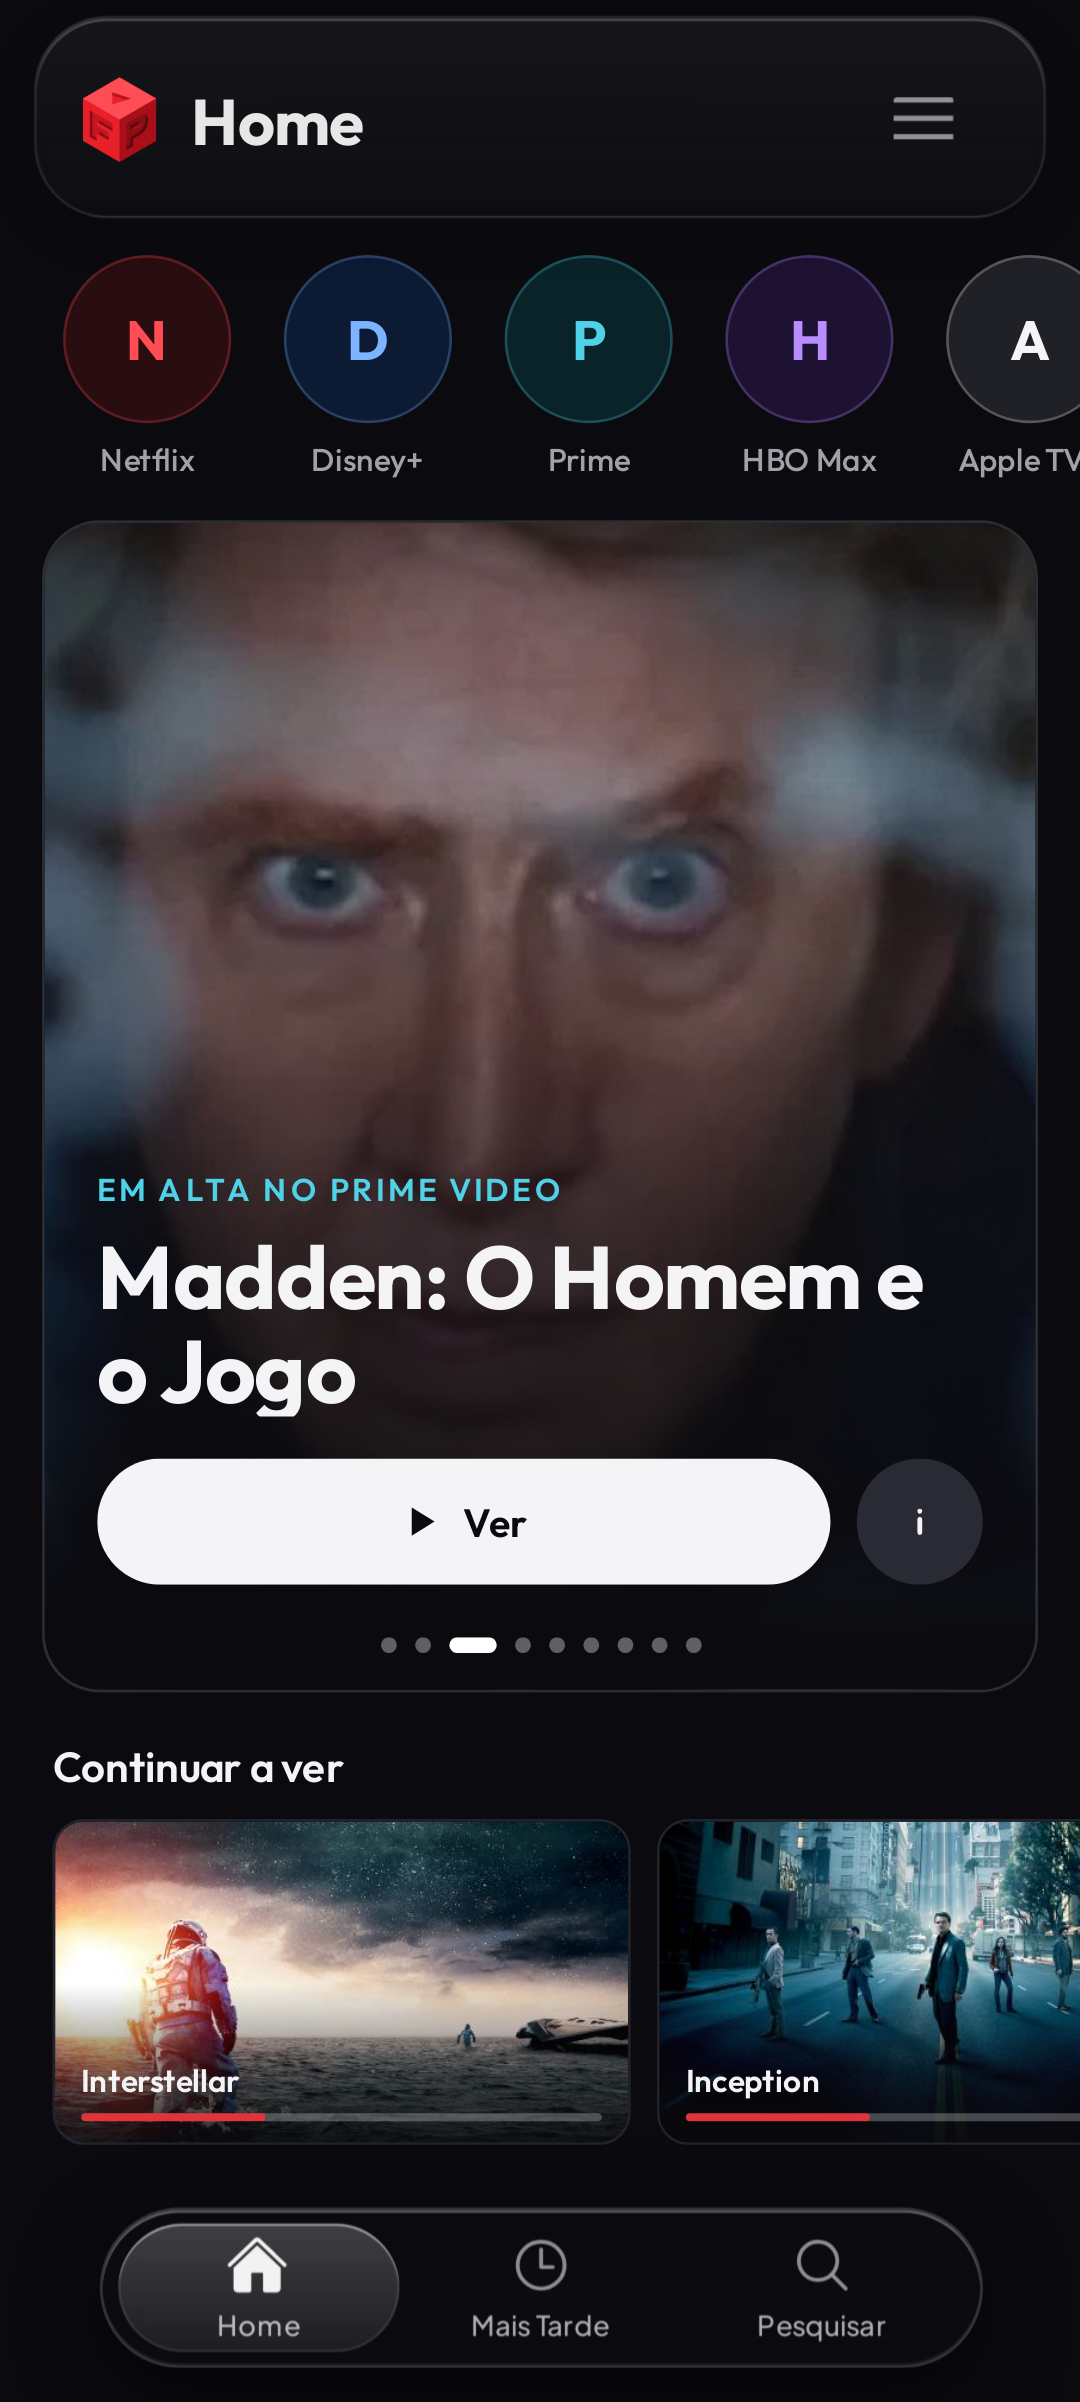 FP
Home
N
D
P
H
A
Netflix
Disney+
Prime
HBO Max
Apple TV
EM ALTA NO PRIME VIDEO
Madden: O Homem e
o Jogo
Ver
i
Continuar a ver
Interstellar
Inception
Home
Mais Tarde
Pesquisar